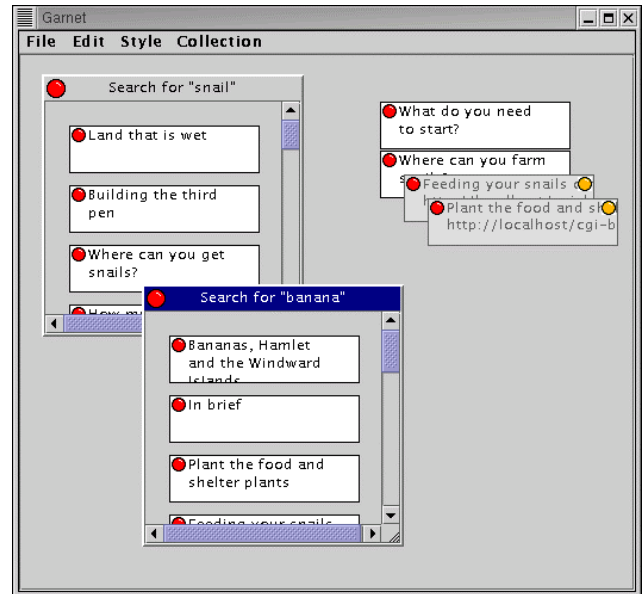 Garnet
File Edit Style Collection
Search for "snail"
Land that is wet
Building the third
pen
Where can you get
snails?
What do you need
to start?
Where can you farm
Feeding your snails
Plant the food and
http://localhost/cgi-b
Search for "banana"
Bananas, Hamlet
and the Windward
Islands
In brief
Plant the food and
shelter plants
Feeding your snails